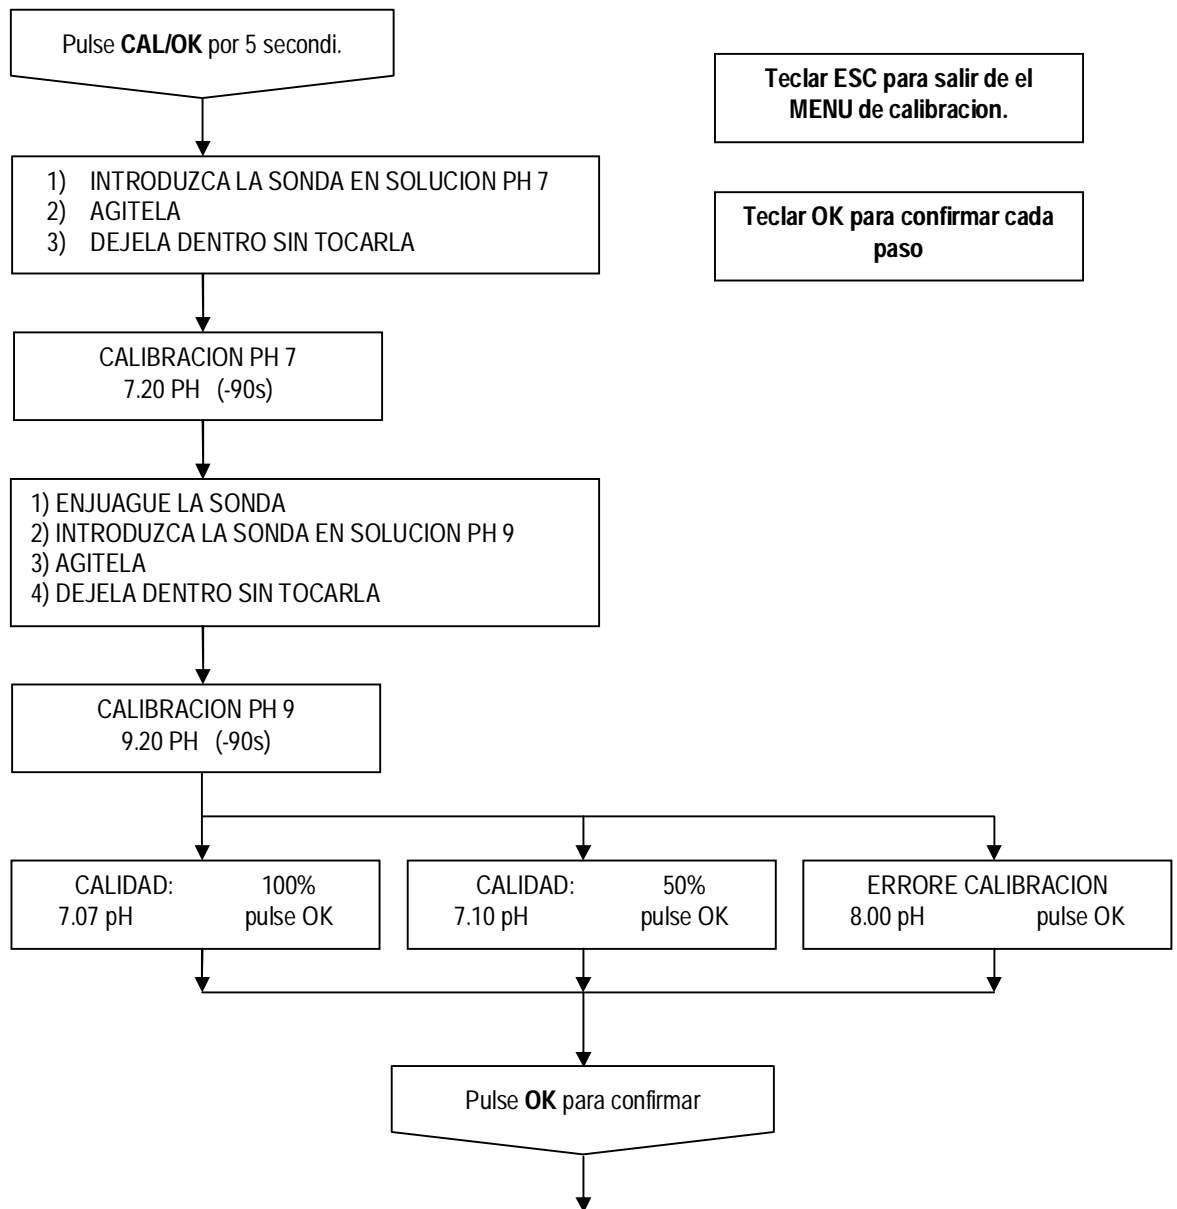 Pulse CAL/OK por 5 secondi.
Teclar ESC para salir de el
MENU de calibracion.
1) INTRODUZCA LA SONDA EN SOLUCION PH 7
2) AGITELA
3) DEJELA DENTRO SIN TOCARLA
Teclar OK para confirmar cada
paso
CALIBRACION PH 7
7.20 PH (-90s)
1) ENJUAGUE LA SONDA
2) INTRODUZCA LA SONDA EN SOLUCION PH 9
3) AGITELA
4) DEJELA DENTRO SIN TOCARLA
CALIBRACION PH 9
9.20 PH (-90s)
CALIDAD: 100%
7.07 pH pulse OK
CALIDAD: 50%
7.10 pH pulse OK
ERRORE CALIBRACION
8.00 pH pulse OK
Pulse OK para confirmar